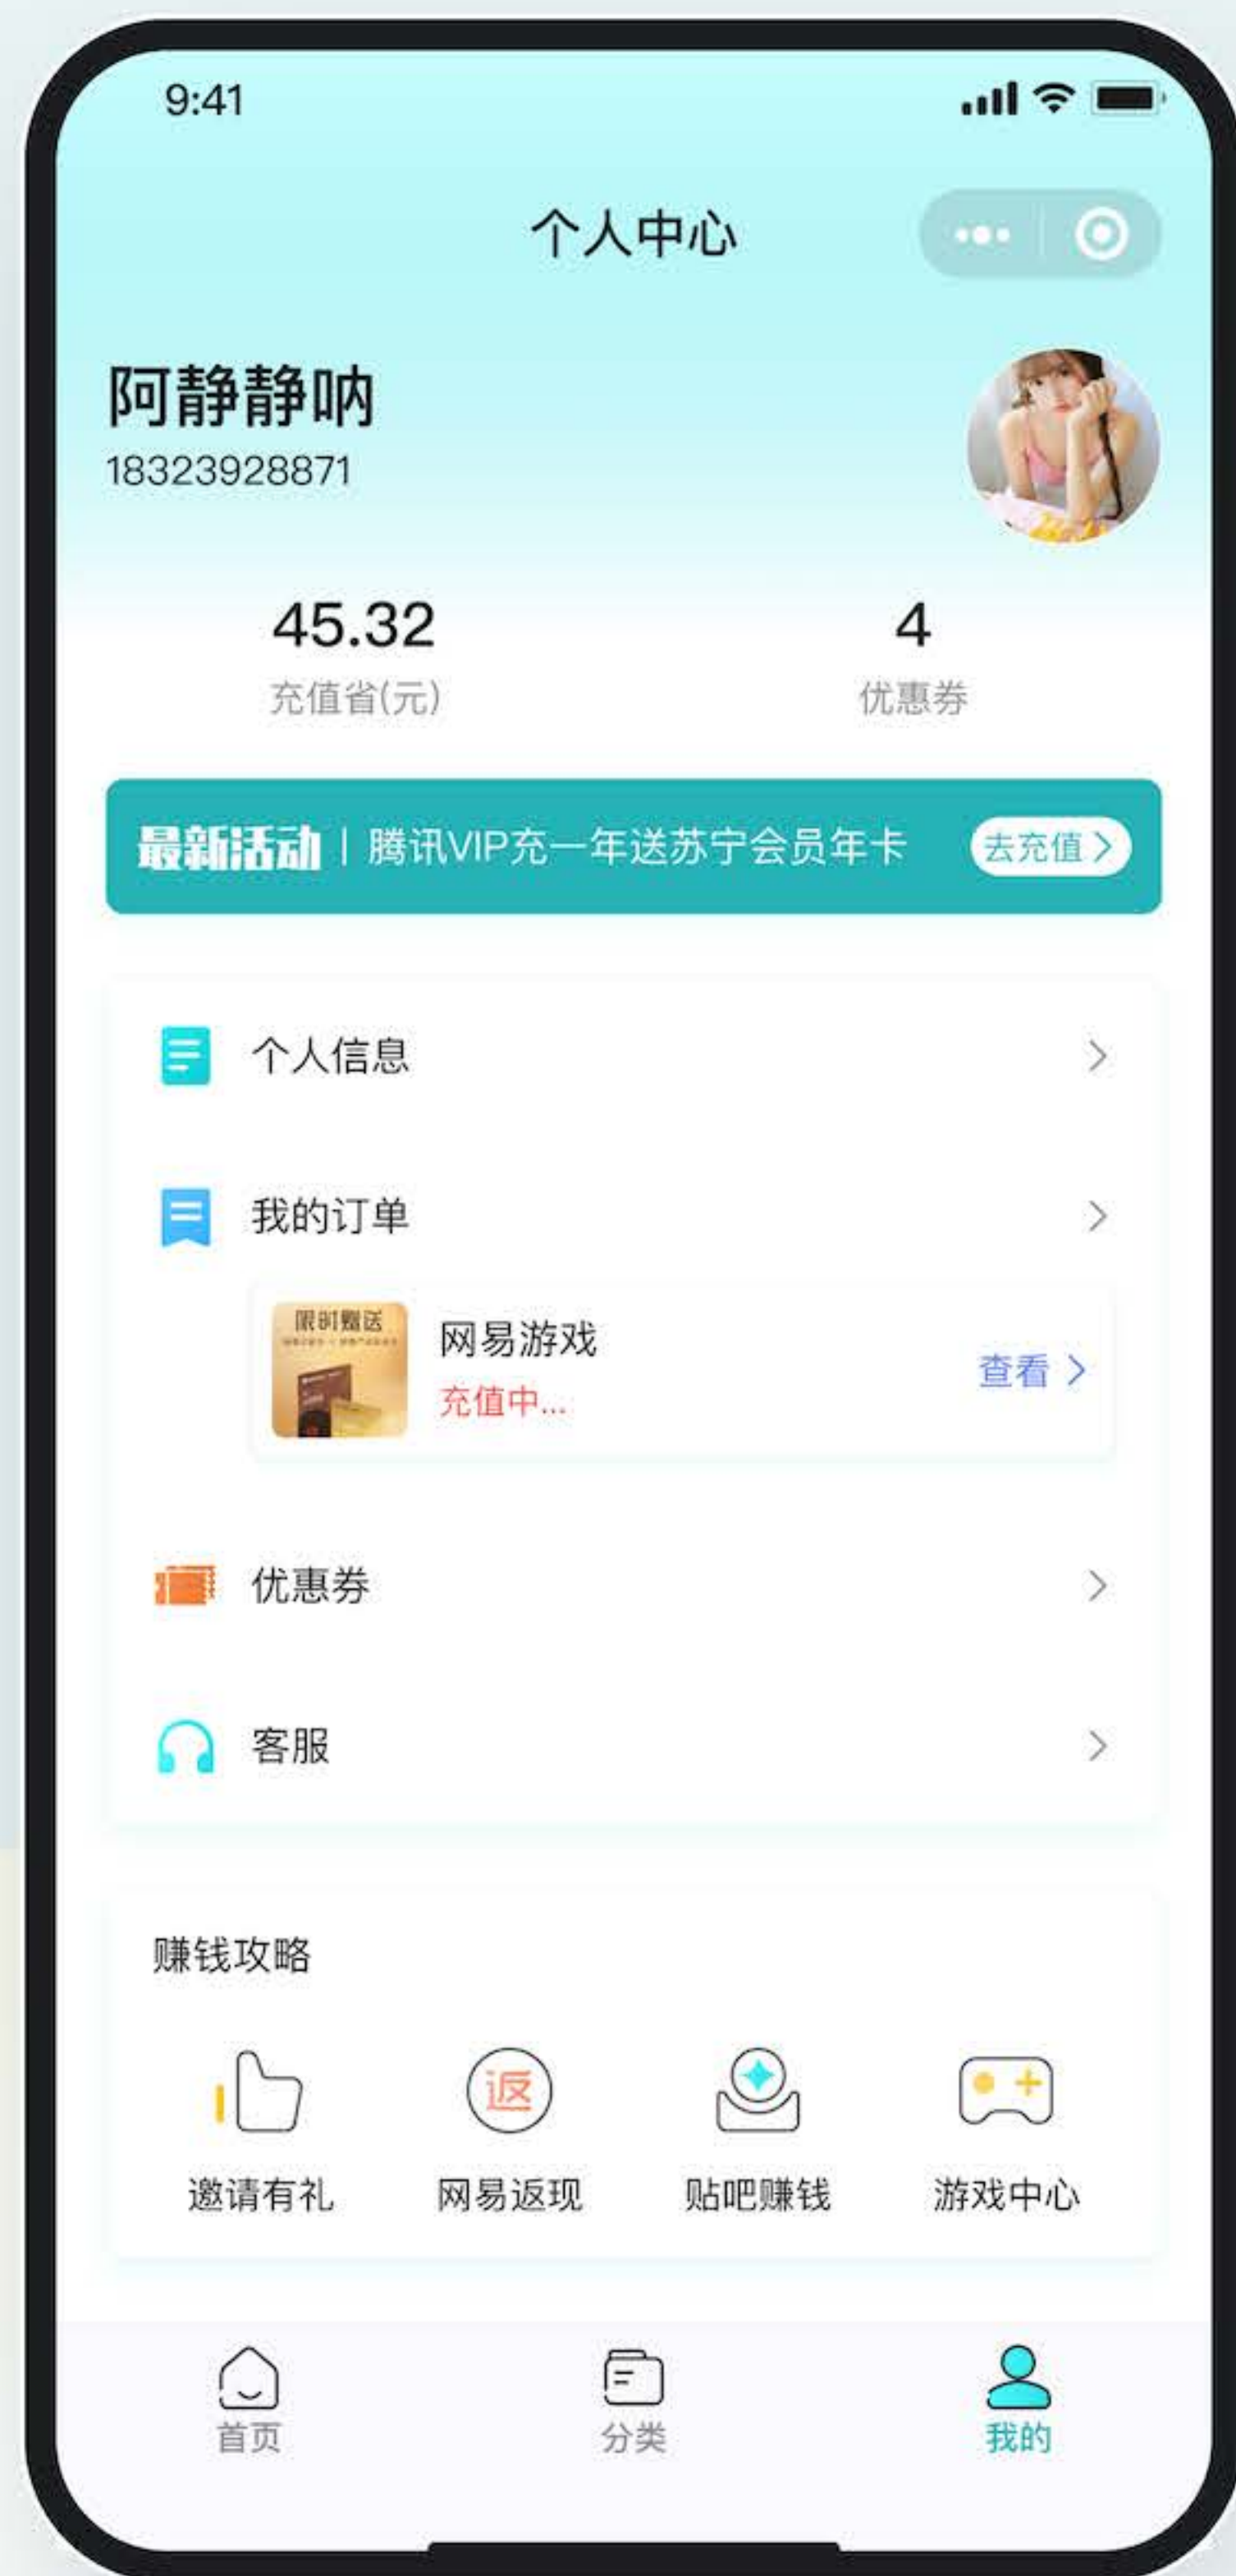 9:41
个人中心
阿静静呐
18323928871
45.32
4
充值省(元)
优惠券
最新活动 | 腾讯VIP充一年送苏宁会员年卡
去充值
个人信息
我的订单
限时赠送
网易游戏
充值中...
查看
优惠券
客服
赚钱攻略
返
邀请有礼
网易返现
贴吧赚钱
游戏中心
首页
分类
我的